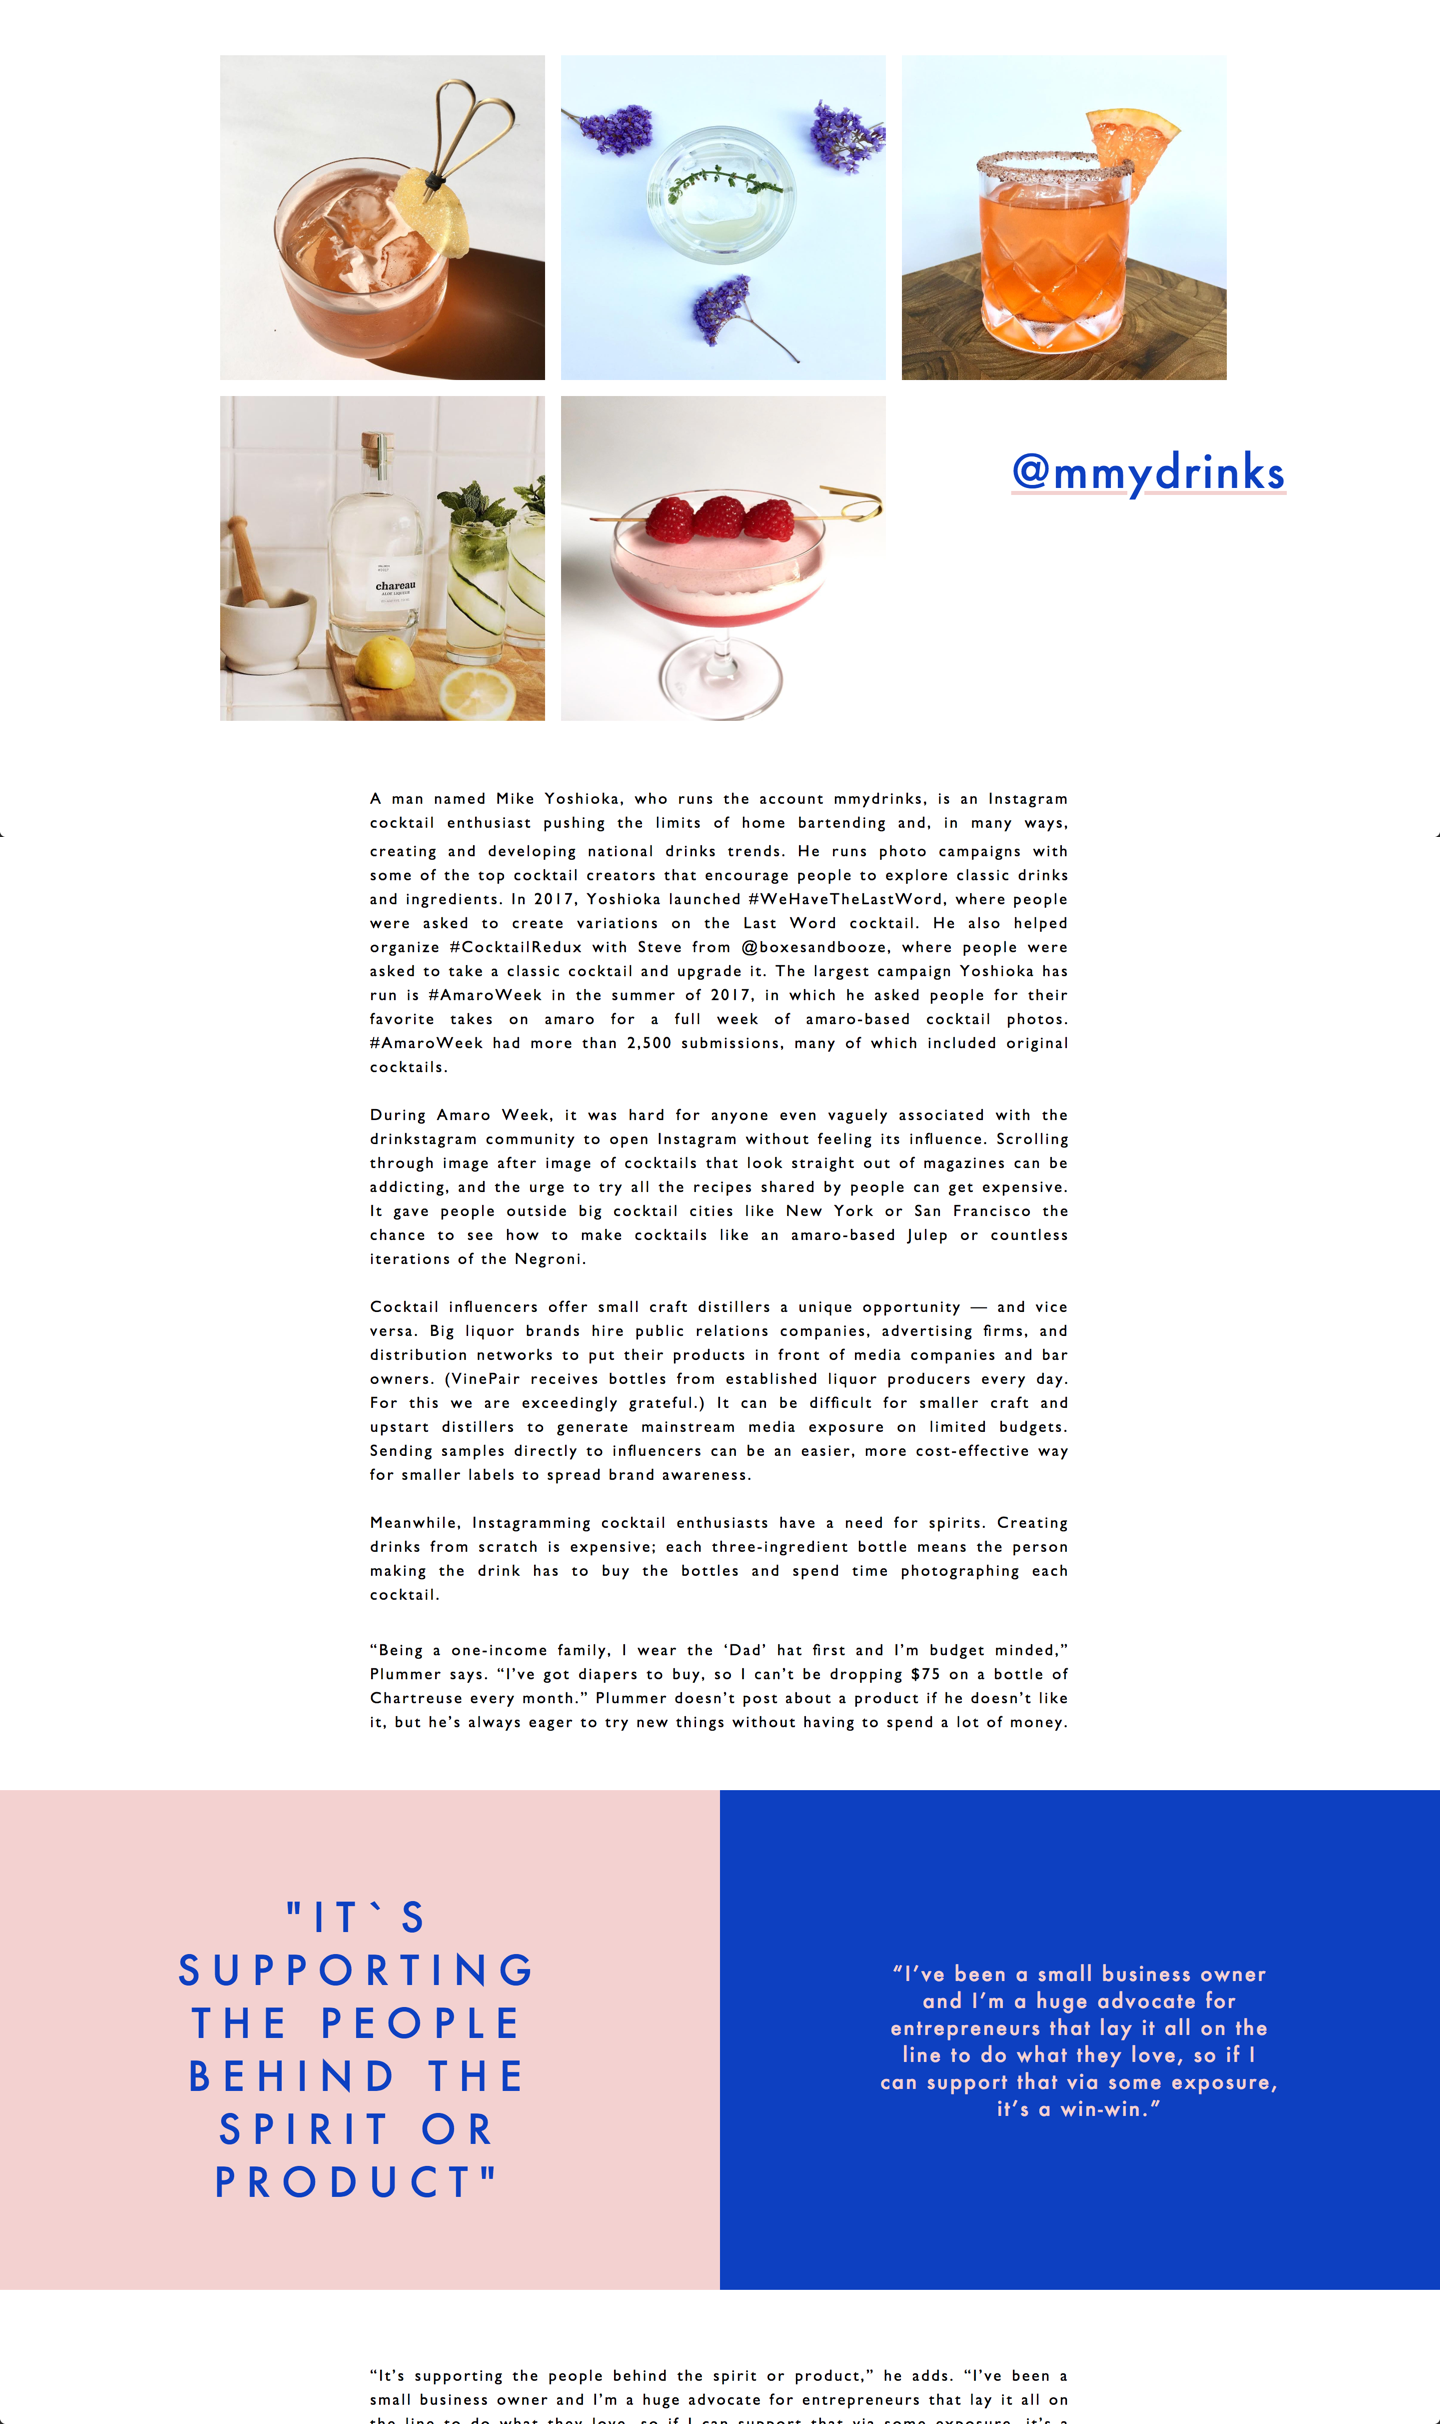 @mmydrinks
chareau
ALOE LIQUEUR
A man named Mike Yoshioka, who runs the account mmydrinks, is an Instagram
cocktail enthusiast pushing the limits of home bartending and, in many ways,
creating and developing national drinks trends. He runs photo campaigns with
some of the top cocktail creators that encourage people to explore classic drinks
and ingredients. In 2017, Yoshioka launched #WeHaveTheLastWord, where people
were asked to create variations on the Last Word cocktail. He also helped
organize #CocktailRedux with Steve from @boxesandbooze, where people were
asked to take a classic cocktail and upgrade it. The largest campaign Yoshioka has
run is #AmaroWeek in the summer of 2017, in which he asked people for their
favorite takes on amaro for a full week of amaro-based cocktail photos.
#AmaroWeek had more than 2,500 submissions, many of which included original
cocktails.
During Amaro Week, it was hard for anyone even vaguely associated with the
drinkstagram community to open Instagram without feeling its influence. Scrolling
through image after image of cocktails that look straight out of magazines can be
addicting, and the urge to try all the recipes shared by people can get expensive.
It gave people outside big cocktail cities like New York or San Francisco the
chance to see how to make cocktails like an amaro-based Julep or countless
iterations of the Negroni.
Cocktail influencers offer small craft distillers a unique opportunity — and vice
versa. Big liquor brands hire public relations companies, advertising firms, and
distribution networks to put their products in front of media companies and bar
owners. (VinePair receives bottles from established liquor producers every day.
For this we are exceedingly grateful.) It can be difficult for smaller craft and
upstart distillers to generate mainstream media exposure on limited budgets.
Sending samples directly to influencers can be an easier, more cost-effective way
for smaller labels to spread brand awareness.
Meanwhile, Instagramming cocktail enthusiasts have a need for spirits. Creating
drinks from scratch is expensive; each three-ingredient bottle means the person
making the drink has to buy the bottles and spend time photographing each
cocktail.
“Being a one-income family, I wear the ‘Dad’ hat first and I’m budget minded,”
Plummer says. “I’ve got diapers to buy, so I can’t be dropping $75 on a bottle of
Chartreuse every month.” Plummer doesn’t post about a product if he doesn’t like
it, but he’s always eager to try new things without having to spend a lot of money.
"IT`S
SUPPORTING
THE PEOPLE
BEHIND THE
SPIRIT OR
PRODUCT"
“I’ve been a small business owner
and I’m a huge advocate for
entrepreneurs that lay it all on the
line to do what they love, so if I
can support that via some exposure,
it’s a win-win.”
“It’s supporting the people behind the spirit or product,” he adds. “I’ve been a
small business owner and I’m a huge advocate for entrepreneurs that lay it all on
the line to do what they love, so if I can support that via some exposure, it’s a